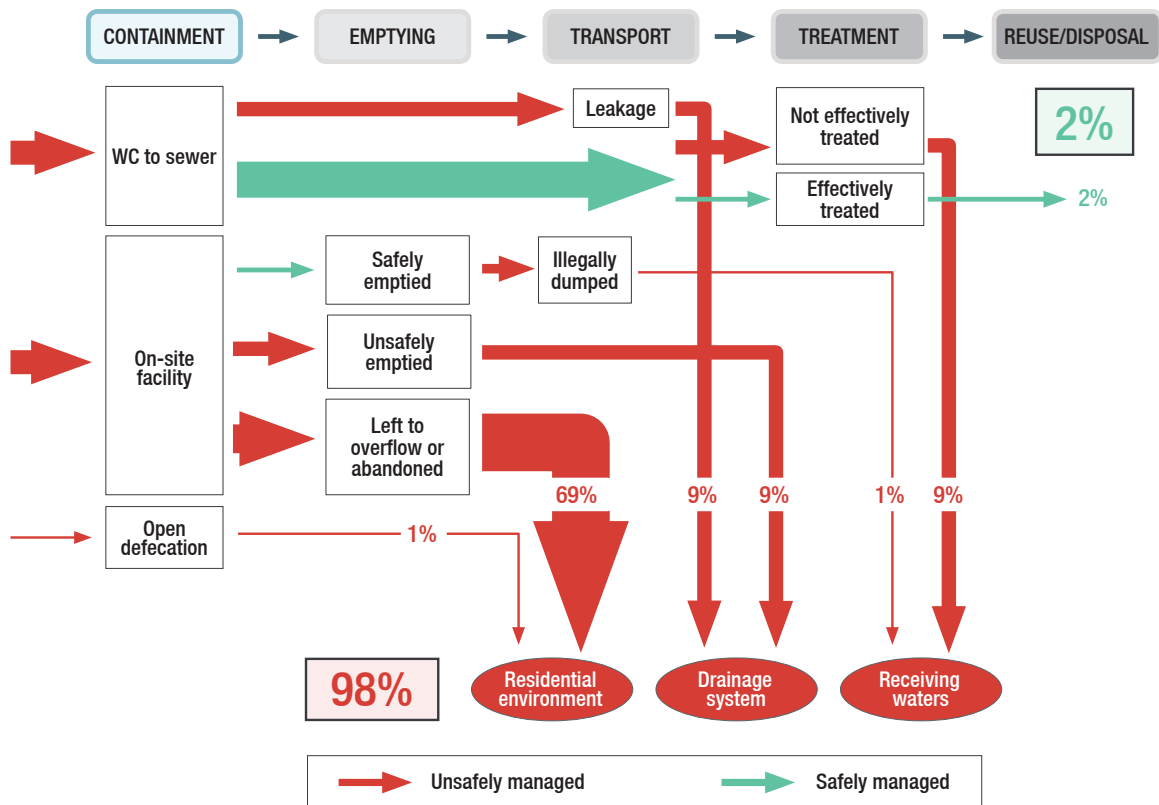 CONTAINMENT
EMPTYING
TRANSPORT
TREATMENT
REUSE/DISPOSAL
WC to sewer
Leakage
Not effectively
treated
2%
Effectively
treated
2%
On-site
facility
Safely
emptied
Illegally
dumped
Unsafely
emptied
Left to
overflow or
abandoned
69%
9%
9%
1%
9%
Open
defecation
1%
98%
Residential
environment
Drainage
system
Receiving
waters
Unsafely managed
Safely managed